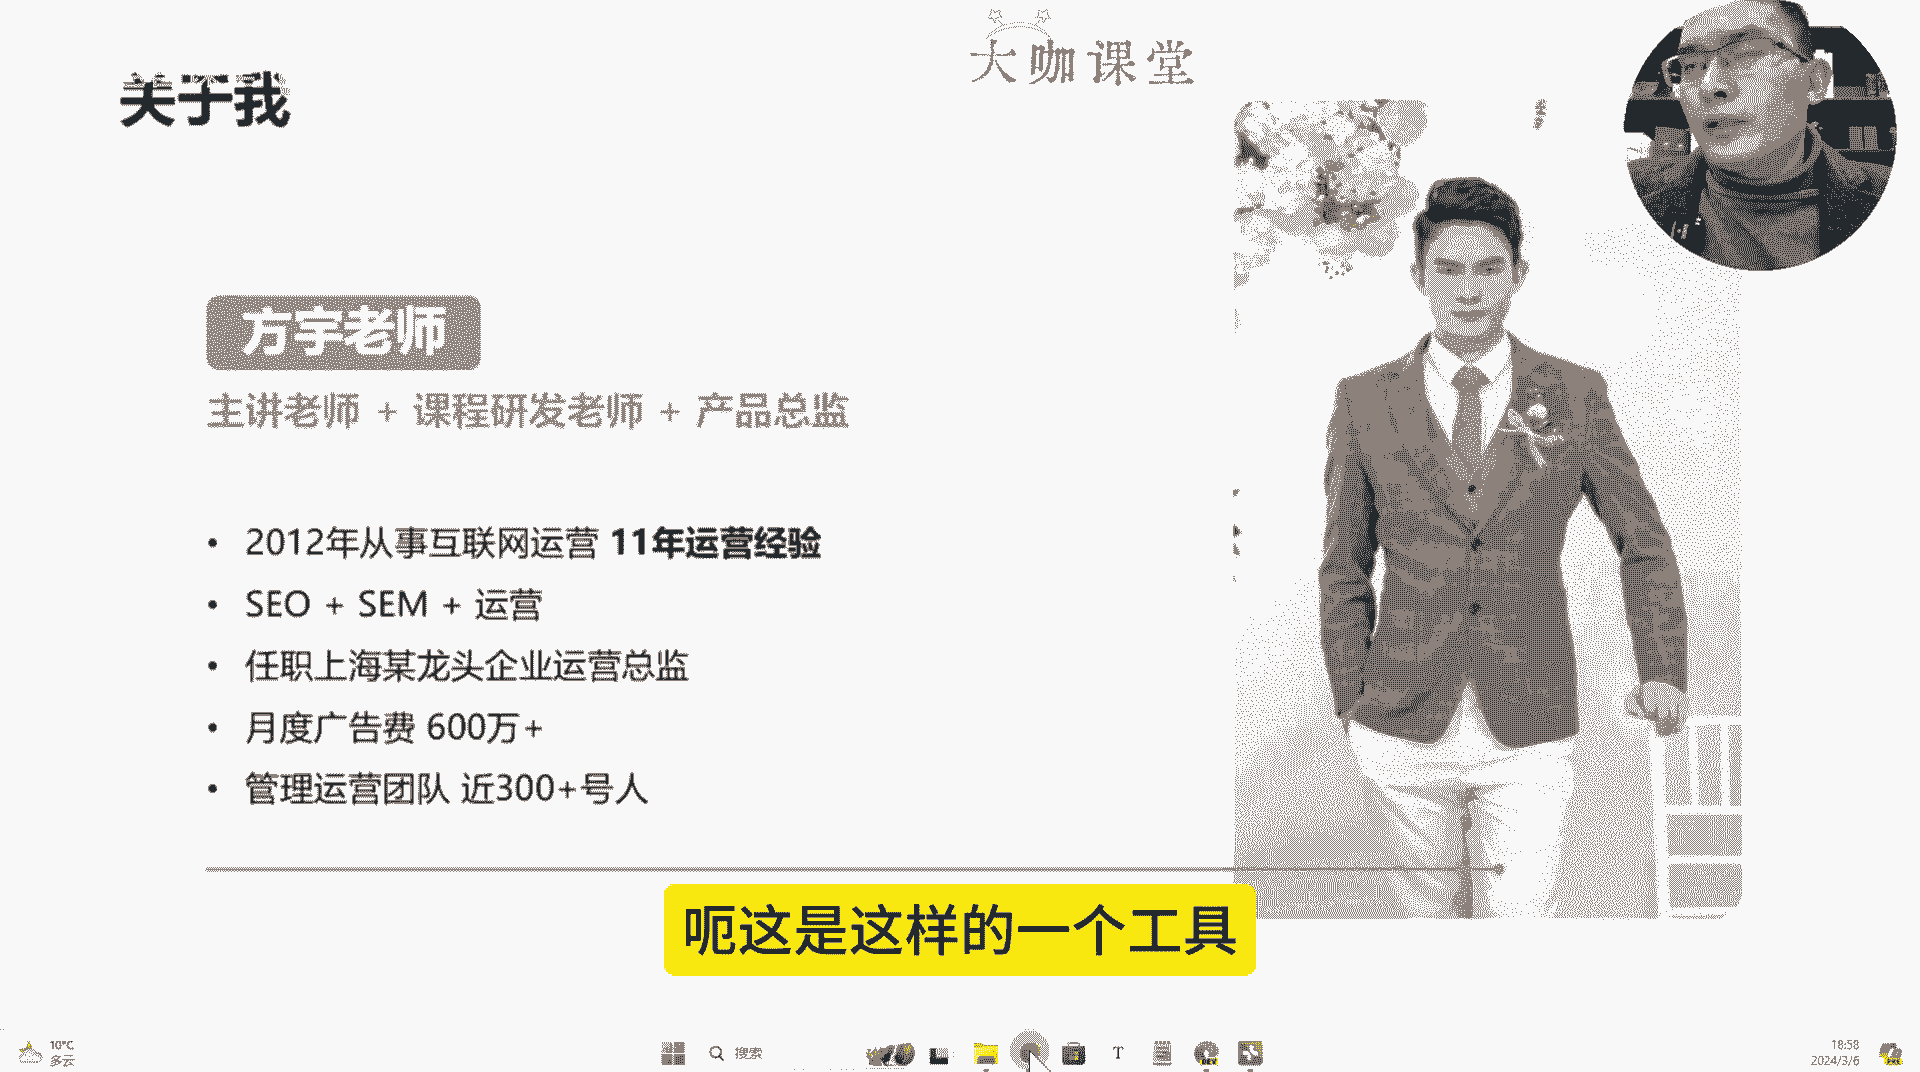 大咖课堂
关于我
方宇老师
主讲老师 + 课程研发老师 + 产品总监
• 2012年从事互联网运营 11年运营经验
• SEO + SEM + 运营
• 任职上海某龙头企业运营总监
• 月度广告费 600万+
• 管理运营团队 近300+号人
呃这是这样的一个工具
10°C
多云
搜索
T
DEV
18:58
2024/3/6
PRE